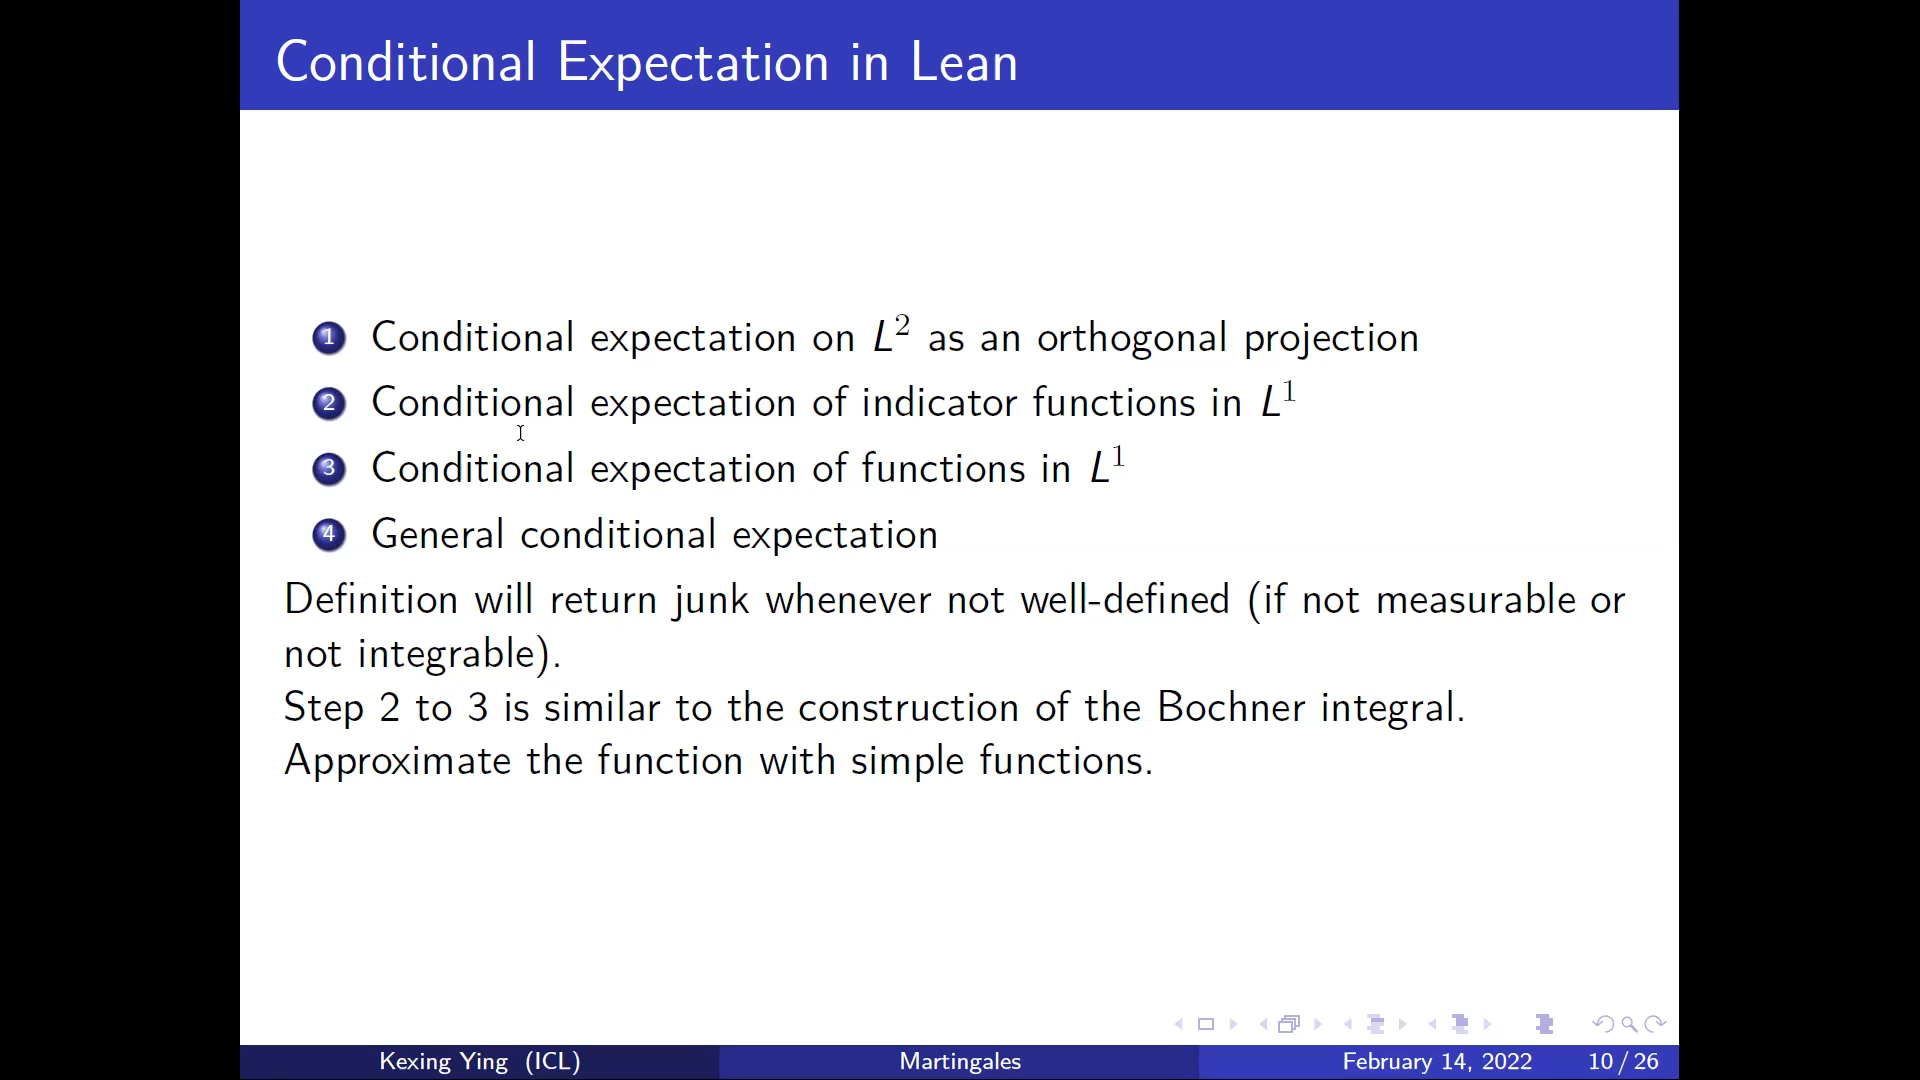 Conditional Expectation in Lean
1 Conditional expectation on L² as an orthogonal projection
2 Conditional expectation of indicator functions in L¹
3 Conditional expectation of functions in L¹
4 General conditional expectation
Definition will return junk whenever not well-defined (if not measurable or
not integrable).
Step 2 to 3 is similar to the construction of the Bochner integral.
Approximate the function with simple functions.
Kexing Ying (ICL) Martingales February 14, 2022 10 / 26